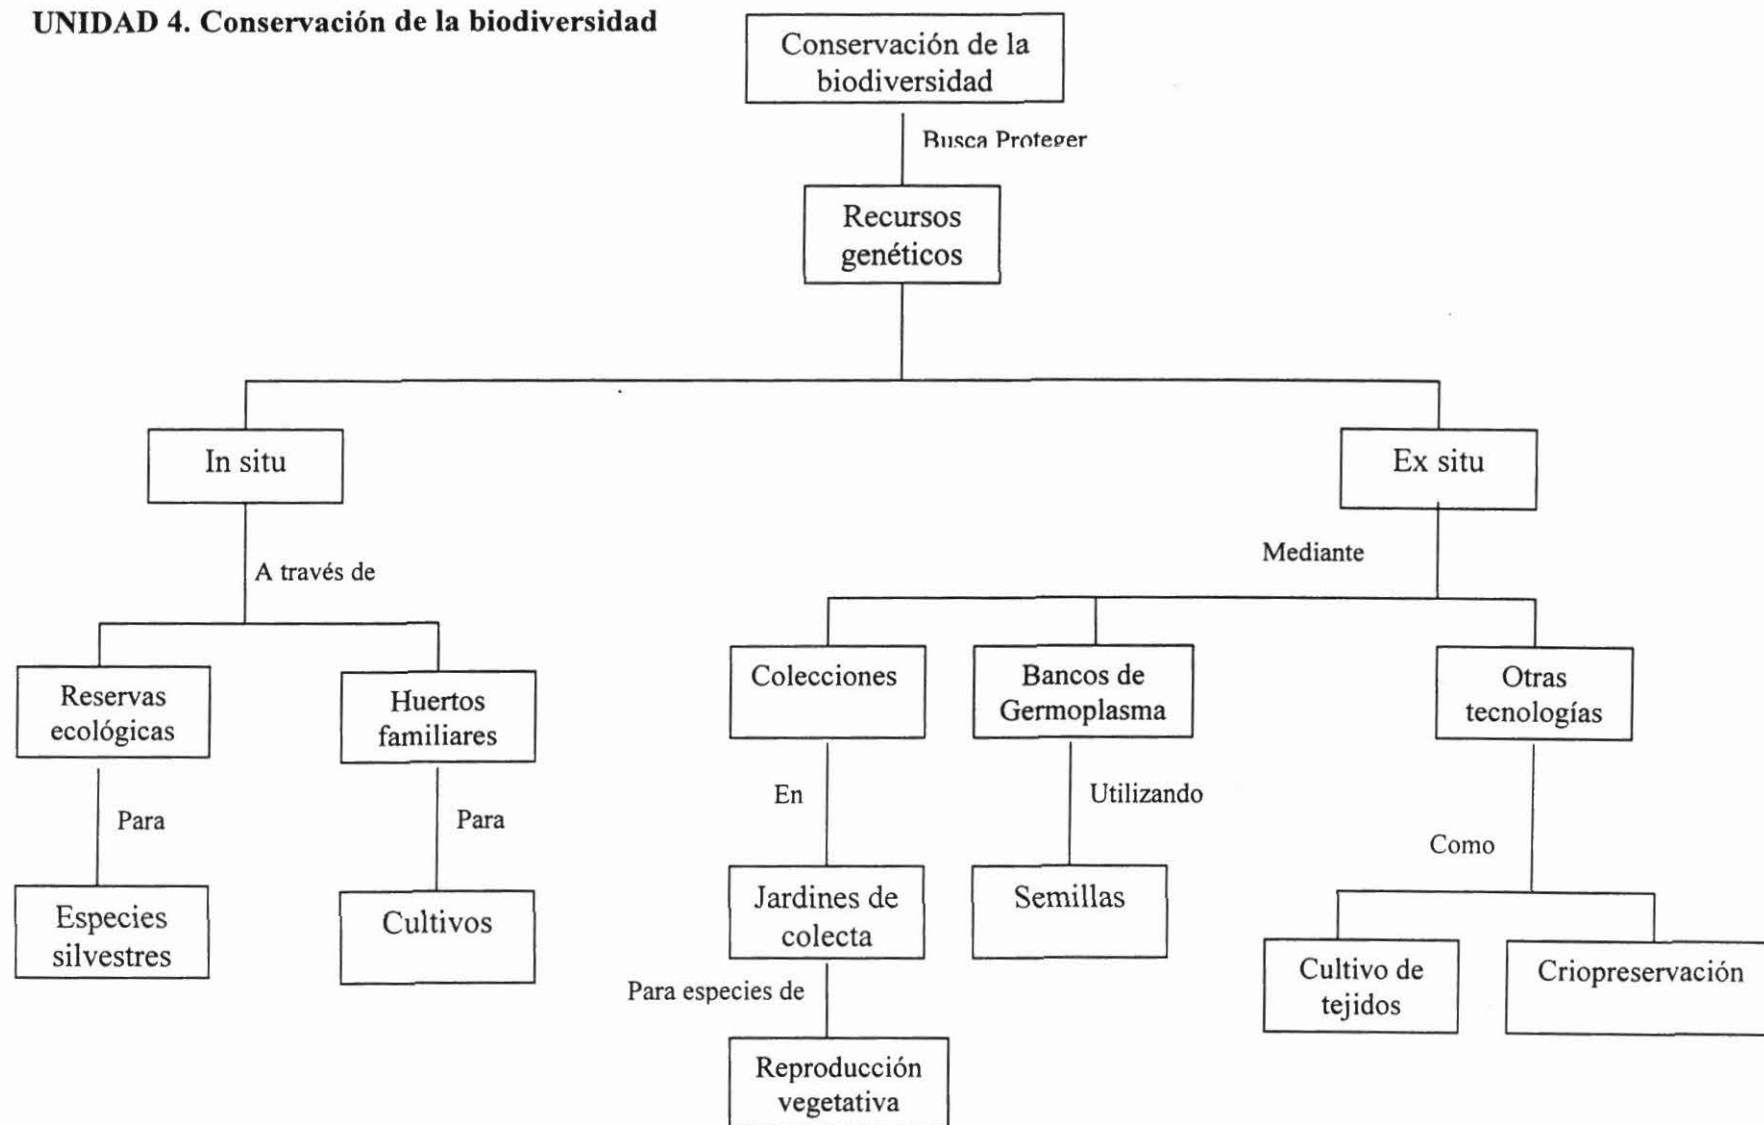 UNIDAD 4. Conservación de la biodiversidad
Conservación de la
biodiversidad
Busca Proteger
Recursos
genéticos
In situ
Ex situ
A través de
Mediante
Reservas
ecológicas
Huertos
familiares
Colecciones
Bancos de
Germoplasma
Otras
tecnologías
Para
Para
En
Utilizando
Como
Especies
silvestres
Cultivos
Jardines de
colecta
Semillas
Cultivo de
tejidos
Criopreservación
Para especies de
Reproducción
vegetativa